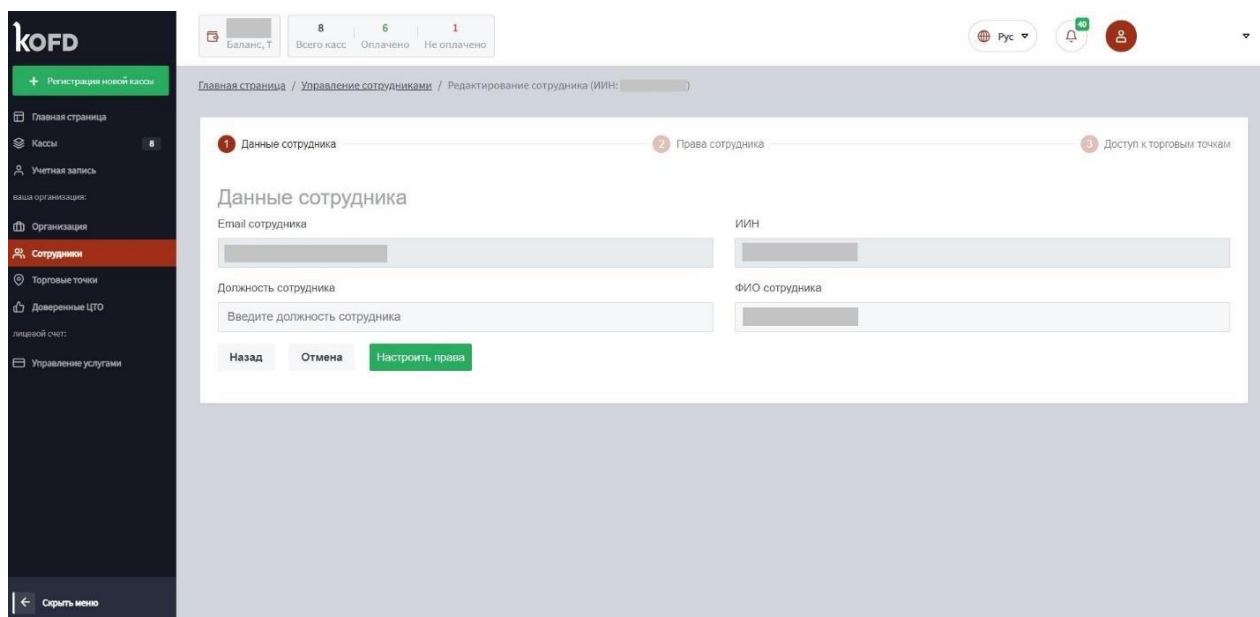 KOFD
Баланс, Т
8 6 1
Всего касс Оплачено Не оплачено
Рус
40
+ Регистрация новой кассы
Главная страница
Кассы 8
Учетная запись
ваша организация:
Организация
Сотрудники
Торговые точки
Доверенные ЦТО
лицевой счет:
Управление услугами
Скрыть меню
Главная страница / Управление сотрудниками / Редактирование сотрудника (ИИН: )
1 Данные сотрудника 2 Права сотрудника 3 Доступ к торговым точкам
Данные сотрудника
Email сотрудника ИИН
Должность сотрудника ФИО сотрудника
Введите должность сотрудника
Назад Отмена Настроить права